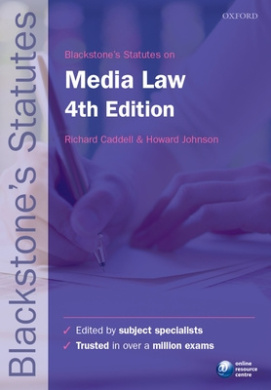 OXFORD
Blackstone's Statutes on
Media Law
4th Edition
Richard Caddell & Howard Johnson
Blackstone's Statutes
✓ Edited by subject specialists
✓ Trusted in over a million exams
online
resource
centre